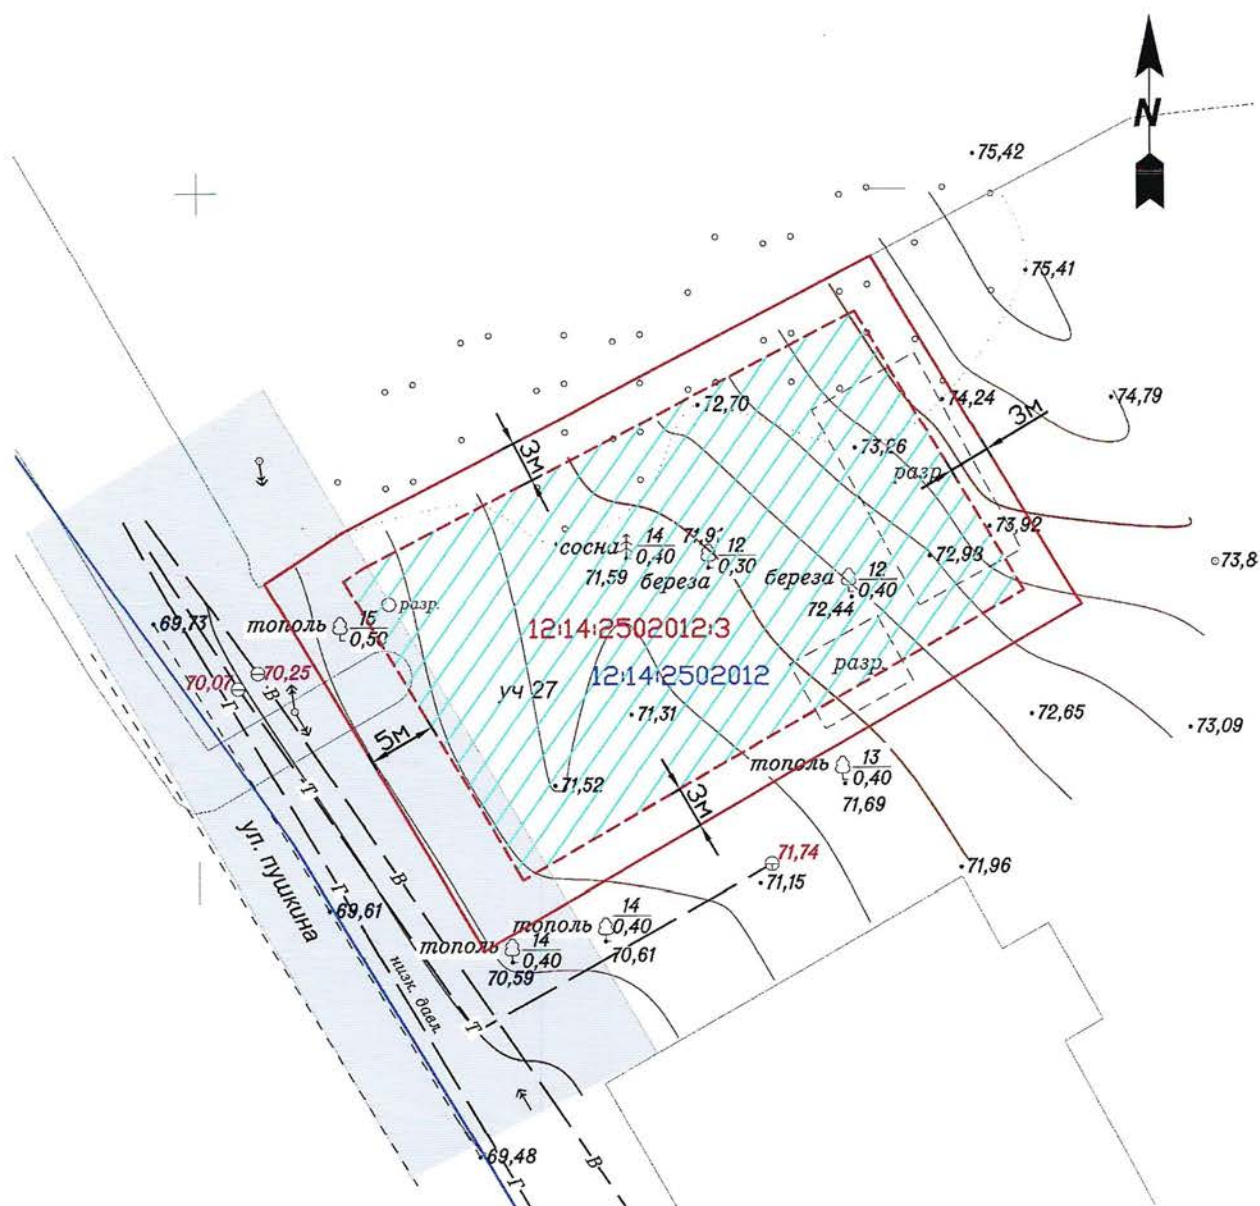 N
75,42
75,41
74,79
74,24
3м
72,70
73,26
разр.
3м
73,92
72,93
73,8
сосна 14 0,40
71,59
12 0,30
береза
береза 12 0,40
72,44
разр.
тополь 15 0,50
69,73
12:14:2502012:3
12:14:2502012
разр.
70,07
70,25
В
Г
уч 27
71,31
72,65
73,09
5м
71,52
тополь 13 0,40
71,69
3м
Т
ул. пушкина
В
Г
69,61
71,74
71,15
71,96
тополь 14 0,40
70,61
тополь 14 0,40
70,59
низк. давл.
Т
69,48
В
Г